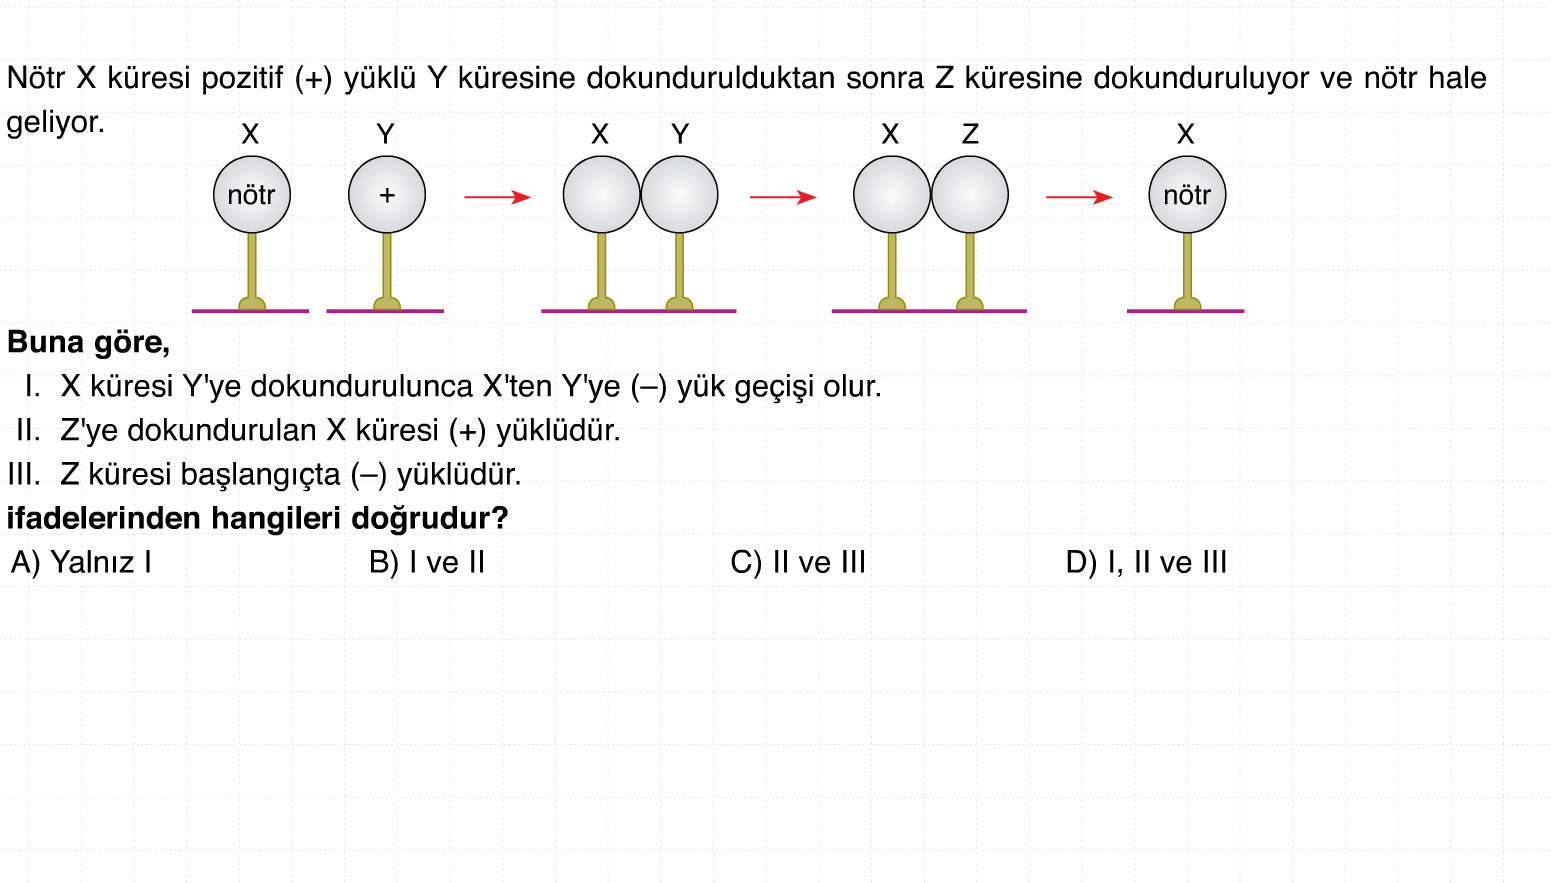 Nötr X küresi pozitif (+) yüklü Y küresine dokundurulduktan sonra Z küresine dokunduruluyor ve nötr hale
geliyor.
X Y X Y X Z X
nötr + nötr
Buna göre,
I. X küresi Y'ye dokundurulunca X'ten Y'ye (–) yük geçişi olur.
II. Z'ye dokundurulan X küresi (+) yüklüdür.
III. Z küresi başlangıçta (–) yüklüdür.
ifadelerinden hangileri doğrudur?
A) Yalnız I B) I ve II C) II ve III D) I, II ve III